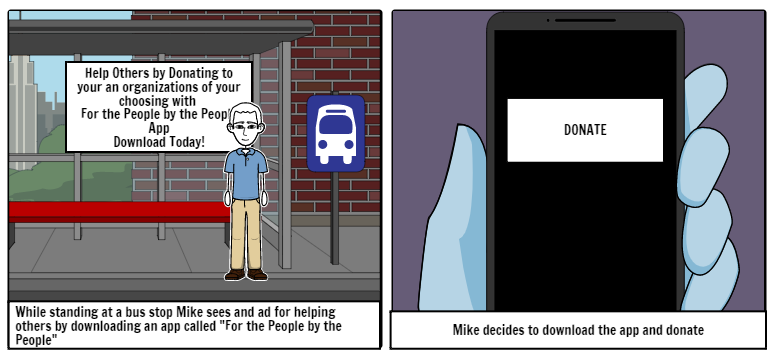 Help Others by Donating to
your an organizations of your
choosing with
For the People by the Peop
App
Download Today!
While standing at a bus stop Mike sees and ad for helping
others by downloading an app called "For the People by the
People"
DONATE
Mike decides to download the app and donate